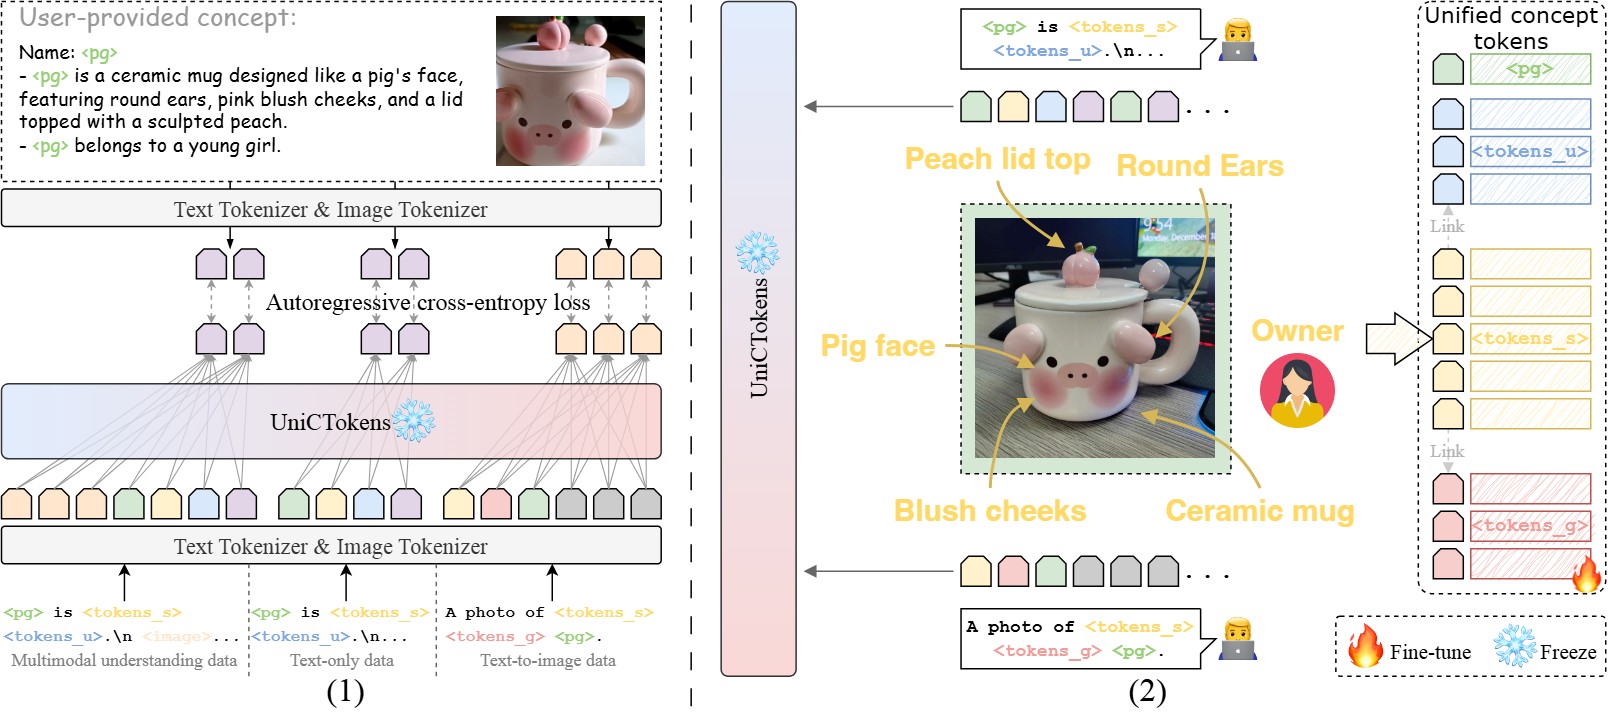 User-provided concept:
Name: <pg>
- <pg> is a ceramic mug designed like a pig's face,
featuring round ears, pink blush cheeks, and a lid
topped with a sculpted peach.
- <pg> belongs to a young girl.
Text Tokenizer & Image Tokenizer
Autoregressive cross-entropy loss
UniCTokens
Text Tokenizer & Image Tokenizer
<pg> is <tokens_s>
<tokens_u>.\n <image>...
Multimodal understanding data
<pg> is <tokens_s>
<tokens_u>.\n...
Text-only data
A photo of <tokens_s>
<tokens_g> <pg>.
Text-to-image data
(1)
UniCTokens
<pg> is <tokens_s>
<tokens_u>.\n...
...
Peach lid top
Round Ears
9:54
Monday, December
Pig face
Owner
Blush cheeks
Ceramic mug
...
A photo of <tokens_s>
<tokens_g> <pg>.
(2)
Unified concept
tokens
<pg>
<tokens_u>
Link
<tokens_s>
Link
<tokens_g>
Fine-tune
Freeze